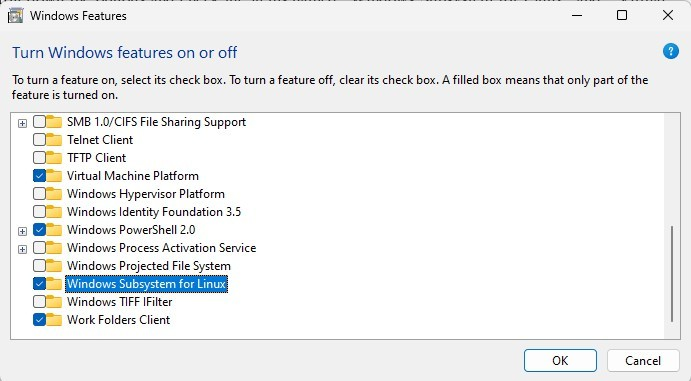 Windows Features
Turn Windows features on or off
To turn a feature on, select its check box. To turn a feature off, clear its check box. A filled box means that only part of the
feature is turned on.
SMB 1.0/CIFS File Sharing Support
Telnet Client
TFTP Client
Virtual Machine Platform
Windows Hypervisor Platform
Windows Identity Foundation 3.5
Windows PowerShell 2.0
Windows Process Activation Service
Windows Projected File System
Windows Subsystem for Linux
Windows TIFF IFilter
Work Folders Client
OK Cancel